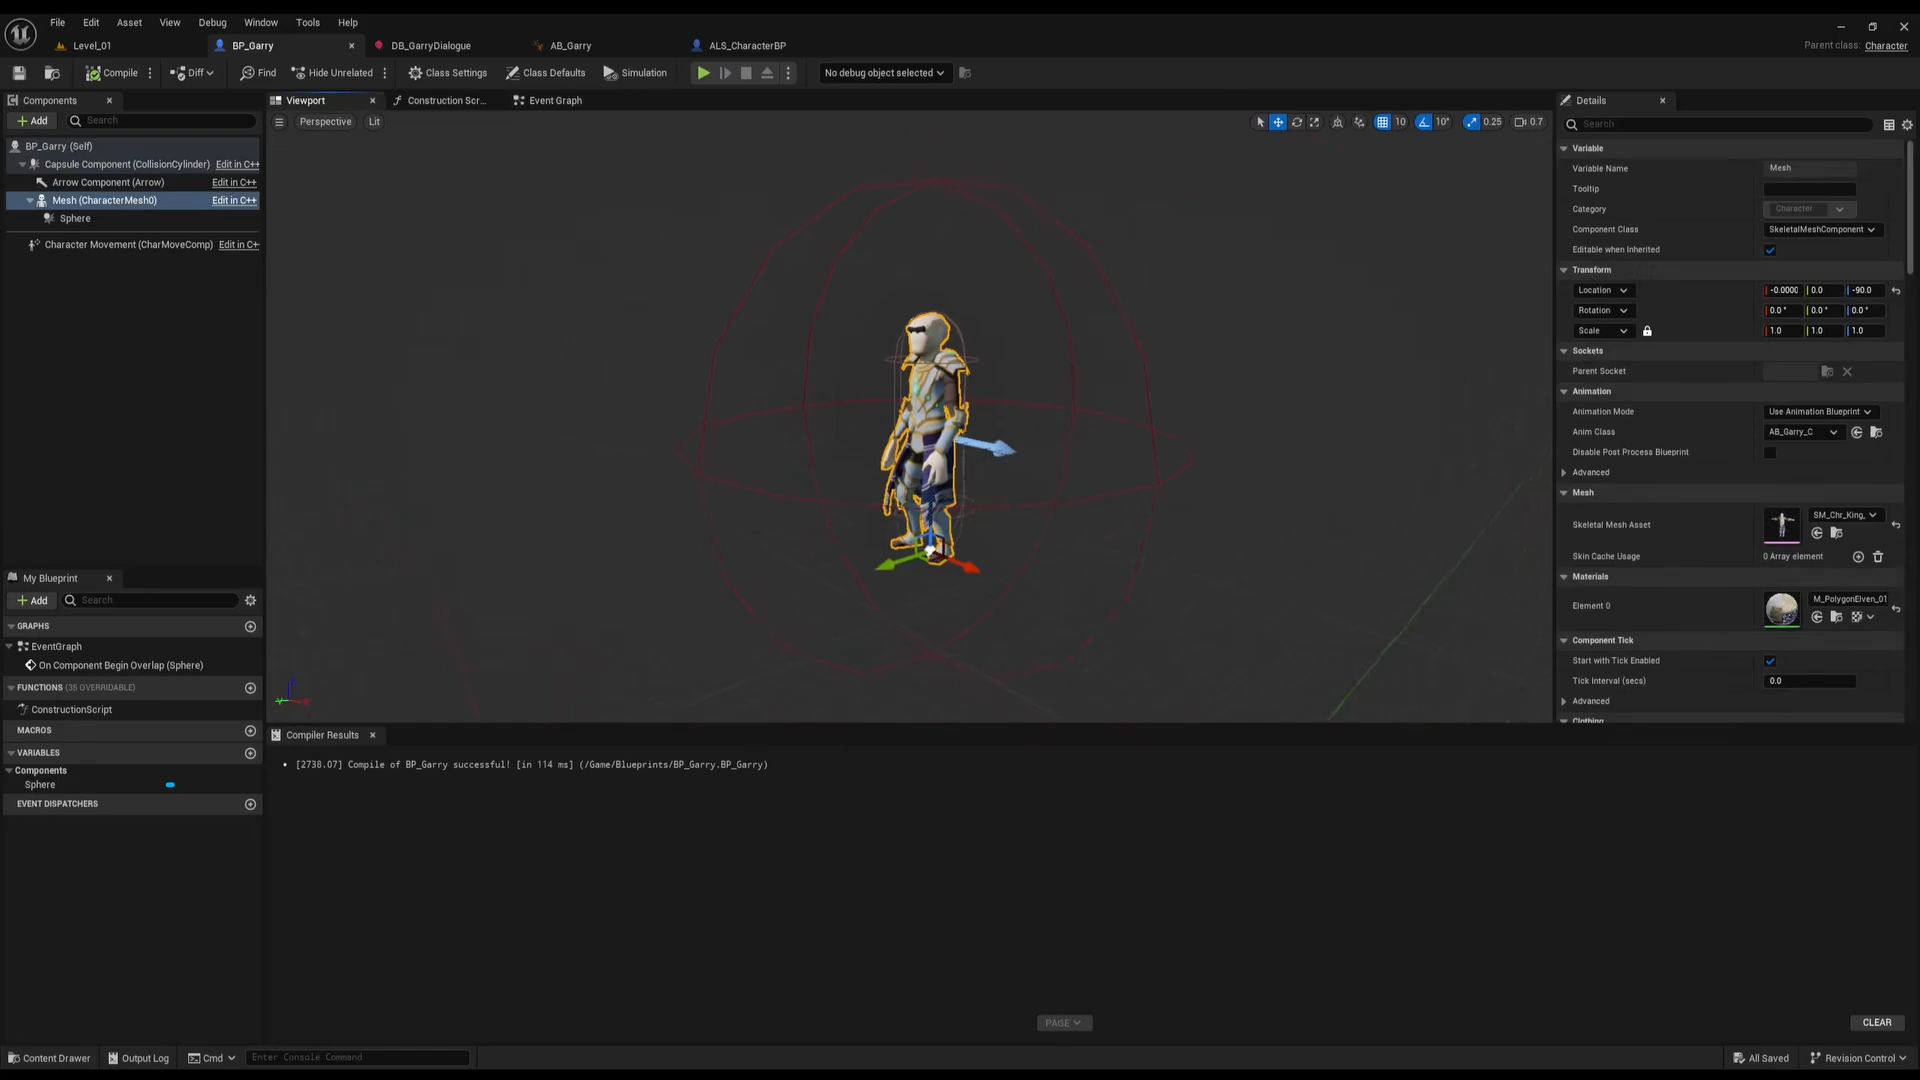 File Edit Asset View Debug Window Tools Help
Level_01 BP_Garry DB_GarryDialogue AB_Garry ALS_CharacterBP
Parent class: Character
Compile Diff Find Hide Unrelated Class Settings Class Defaults Simulation No debug object selected
Components
Add Search
BP_Garry (Self)
Capsule Component (CollisionCylinder) Edit in C++
Arrow Component (Arrow) Edit in C++
Mesh (CharacterMesh0) Edit in C++
Sphere
Character Movement (CharMoveComp) Edit in C+
Viewport Construction Scr... Event Graph
Perspective Lit
10 10° 0.25 0.7
My Blueprint
Add Search
GRAPHS
EventGraph
On Component Begin Overlap (Sphere)
FUNCTIONS (35 OVERRIDABLE)
ConstructionScript
MACROS
VARIABLES
Components
Sphere
EVENT DISPATCHERS
Compiler Results
[2738.07] Compile of BP_Garry successful! [in 114 ms] (/Game/Blueprints/BP_Garry.BP_Garry)
PAGE CLEAR
Details
Search
Variable
Variable Name Mesh
Tooltip
Category Character
Component Class SkeletalMeshComponent
Editable when Inherited
Transform
Location -0.0000 0.0 -90.0
Rotation 0.0° 0.0° 0.0°
Scale 1.0 1.0 1.0
Sockets
Parent Socket
Animation
Animation Mode Use Animation Blueprint
Anim Class AB_Garry_C
Disable Post Process Blueprint
Advanced
Mesh
Skeletal Mesh Asset SM_Chr_King_
Skin Cache Usage 0 Array element
Materials
Element 0 M_PolygonElven_01
Component Tick
Start with Tick Enabled
Tick Interval (secs) 0.0
Advanced
Clothing
Content Drawer Output Log Cmd Enter Console Command All Saved Revision Control